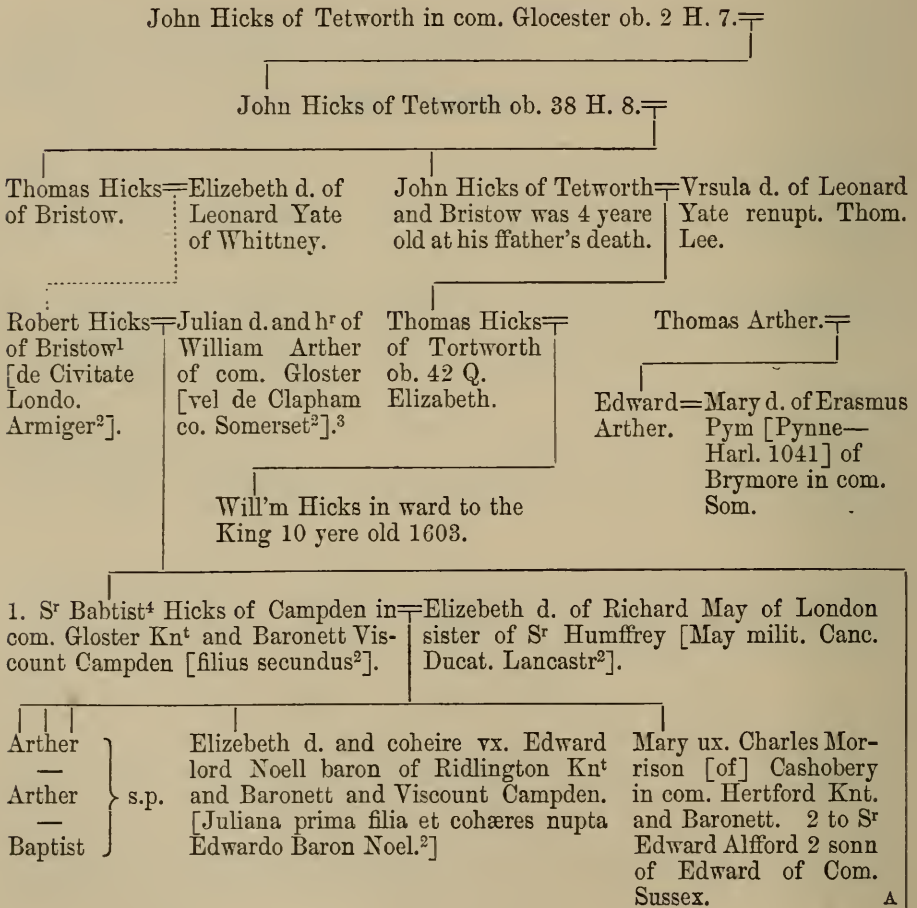 John Hicks of Tetworth in com. Glocester ob. 2 H. 7.
John Hicks of Tetworth ob. 38 H. 8.
Thomas Hicks=Elizebeth d. of
of Bristow. Leonard Yate
of Whittney.
John Hicks of Tetworth=Vrsula d. of Leonard
and Bristow was 4 yeare Yate renupt. Thom.
old at his ffather's death. Lee.
Robert Hicks=Julian d. and hʳ of
of Bristow¹ William Arther
[de Civitate of com. Gloster
Londo. [vel de Clapham
Armiger²]. co. Somerset²].³
Thomas Hicks=
of Tortworth
ob. 42 Q.
Elizabeth.
Thomas Arther.=
Edward=Mary d. of Erasmus
Arther. Pym [Pynne—
Harl. 1041] of
Brymore in com.
Som.
Will'm Hicks in ward to the
King 10 yere old 1603.
1. Sʳ Babtist⁴ Hicks of Campden in=Elizebeth d. of Richard May of London
com. Gloster Knᵗ and Baronett Vis- sister of Sʳ Humffrey [May milit. Canc.
count Campden [filius secundus²]. Ducat. Lancastr²].
Arther
—
Arther
—
Baptist
s.p.
Elizebeth d. and coheire vx. Edward
lord Noell baron of Ridlington Knᵗ
and Baronett and Viscount Campden.
[Juliana prima filia et cohæres nupta
Edwardo Baron Noel.²]
Mary ux. Charles Mor-
rison [of] Cashobery
in com. Hertford Knt.
and Baronett. 2 to Sʳ
Edward Alfford 2 sonn
of Edward of Com.
Sussex.
A